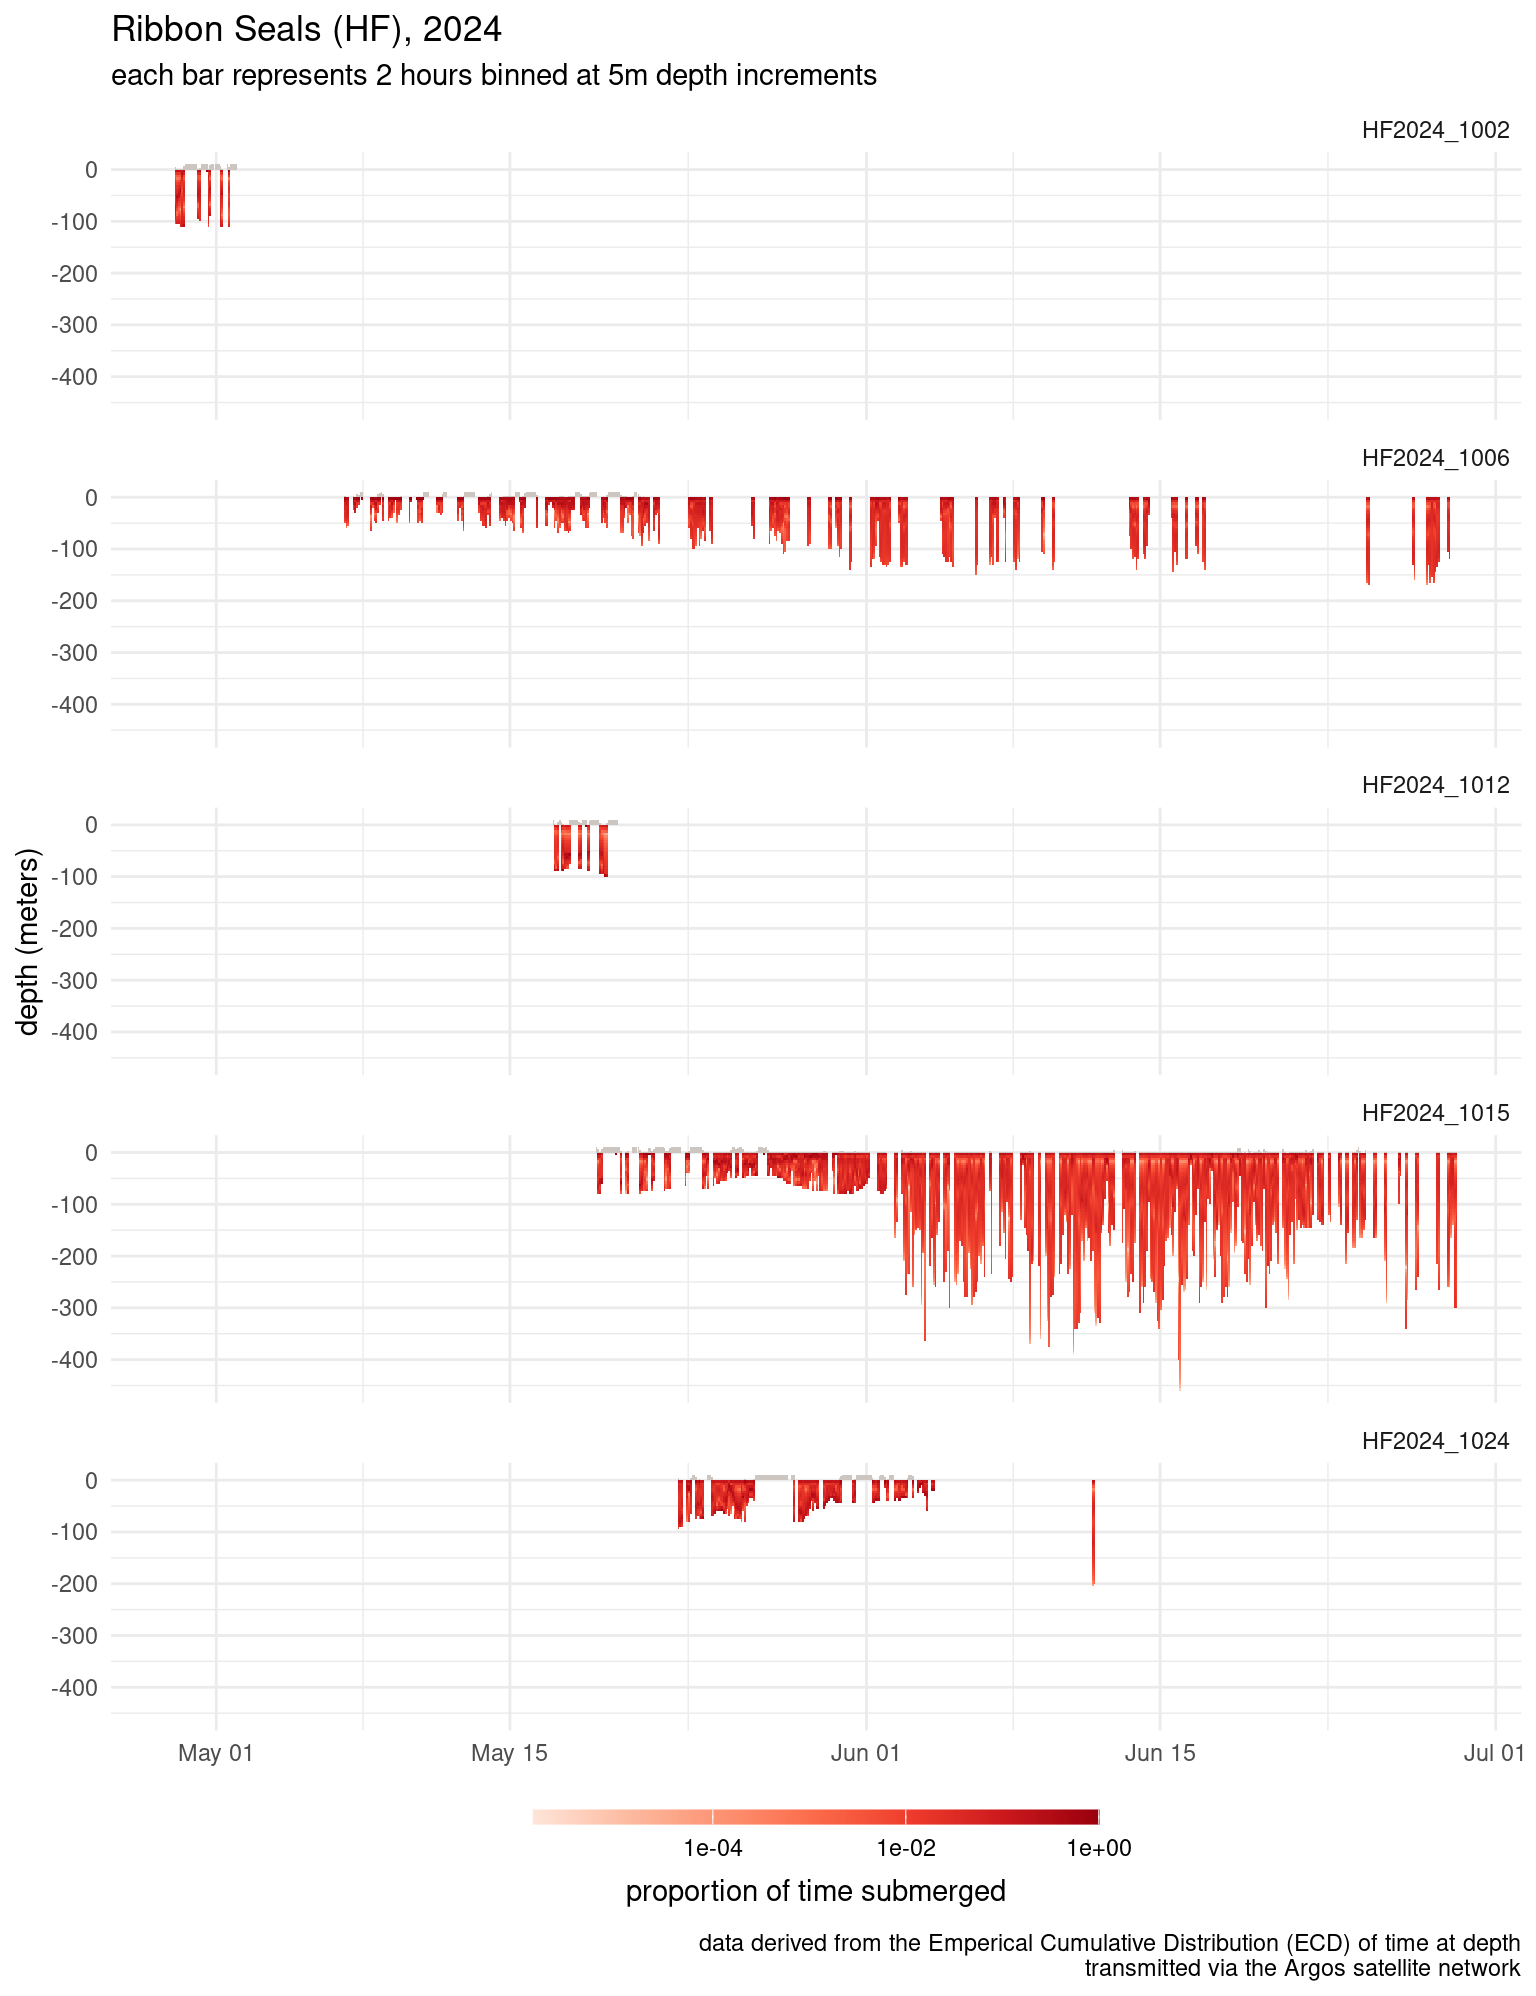 Ribbon Seals (HF), 2024
each bar represents 2 hours binned at 5m depth increments
HF2024_1002
0
-100
-200
-300
-400
HF2024_1006
0
-100
-200
-300
-400
HF2024_1012
0
-100
-200
-300
-400
depth (meters)
HF2024_1015
0
-100
-200
-300
-400
HF2024_1024
0
-100
-200
-300
-400
May 01 May 15 Jun 01 Jun 15 Jul 01
1e-04 1e-02 1e+00
proportion of time submerged
data derived from the Emperical Cumulative Distribution (ECD) of time at depth
transmitted via the Argos satellite network